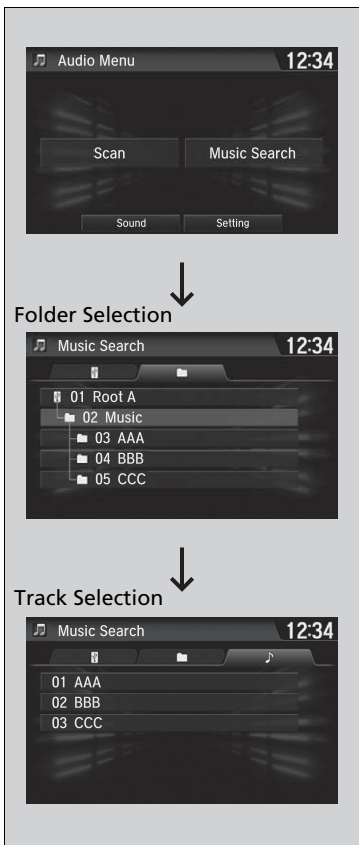 Audio Menu 12:34
Scan Music Search
Sound Setting
Folder Selection
Music Search 12:34
01 Root A
02 Music
03 AAA
04 BBB
05 CCC
Track Selection
Music Search 12:34
01 AAA
02 BBB
03 CCC